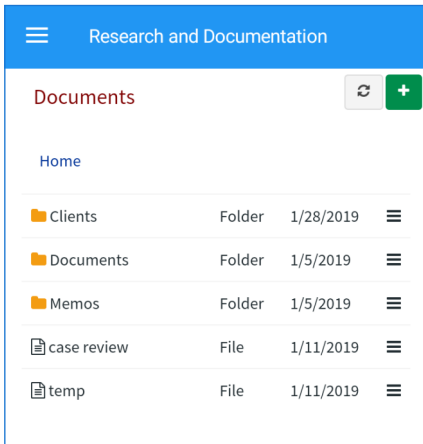 Research and Documentation
Documents
Home
Clients Folder 1/28/2019
Documents Folder 1/5/2019
Memos Folder 1/5/2019
case review File 1/11/2019
temp File 1/11/2019